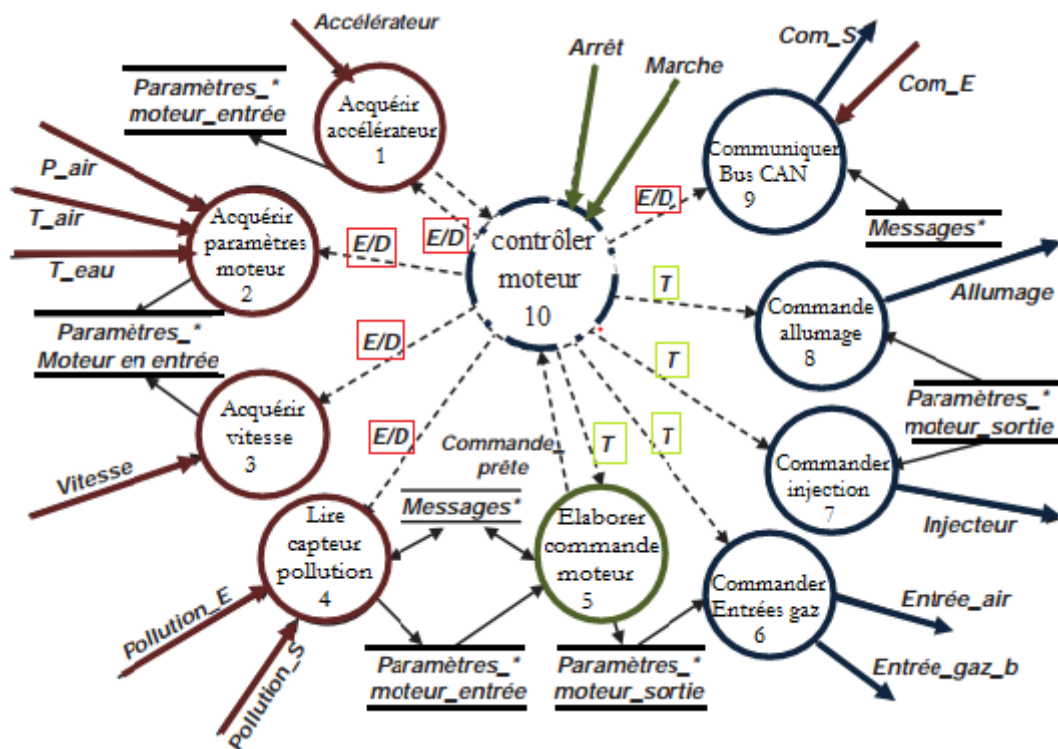 Accélérateur
Paramètres_*
moteur_entrée
Acquérir
accélérateur
1
Arrêt
Marche
Com_S
Com_E
Communiquer
Bus CAN
9
Messages*
P_air
T_air
T_eau
Acquérir
paramètres
moteur
2
E/D
E/D
E/D
contrôler
moteur
10
T
Commande
allumage
8
Allumage
Paramètres_*
Moteur en entrée
E/D
T
Paramètres_*
moteur_sortie
Acquérir
vitesse
3
Vitesse
E/D
Commande_
prête
T
T
Commander
injection
7
Injecteur
Messages*
Lire
capteur
pollution
4
Elaborer
commande
moteur
5
Commander
Entrées gaz
6
Pollution_E
Pollution_S
Entrée_air
Entrée_gaz_b
Paramètres_*
moteur_entrée
Paramètres_*
moteur_sortie